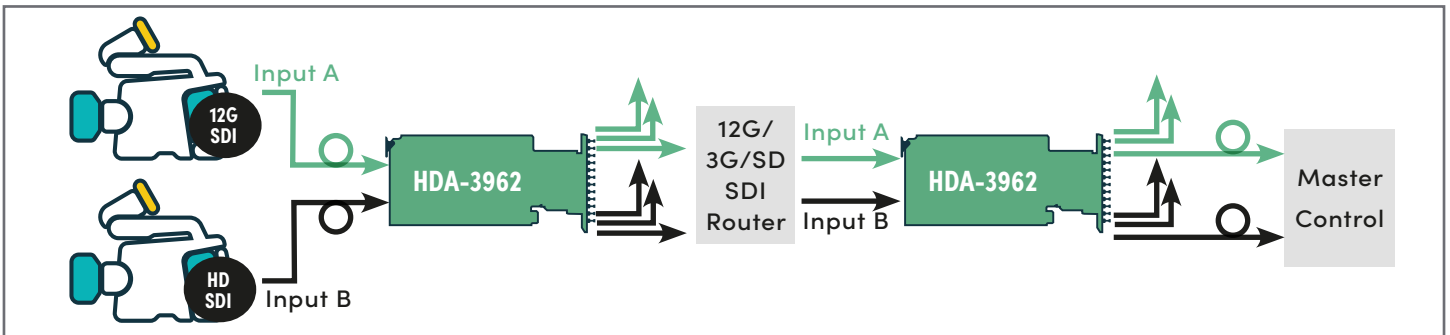 12G
SDI
Input A
HD
SDI
Input B
HDA-3962
12G/
3G/SD
SDI
Router
Input A
Input B
HDA-3962
Master
Control